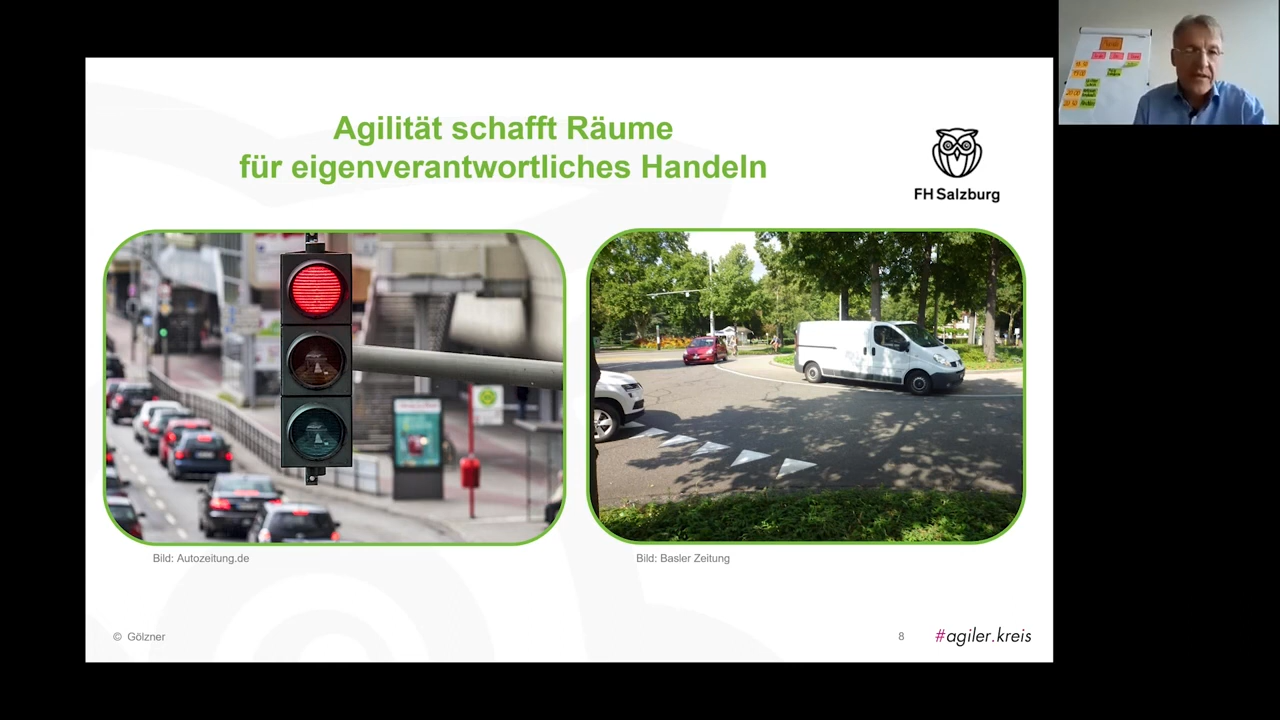 Agilität schafft Räume
für eigenverantwortliches Handeln
FH Salzburg
Bild: Autozeitung.de
Bild: Basler Zeitung
© Gölzner
8
#agiler.kreis